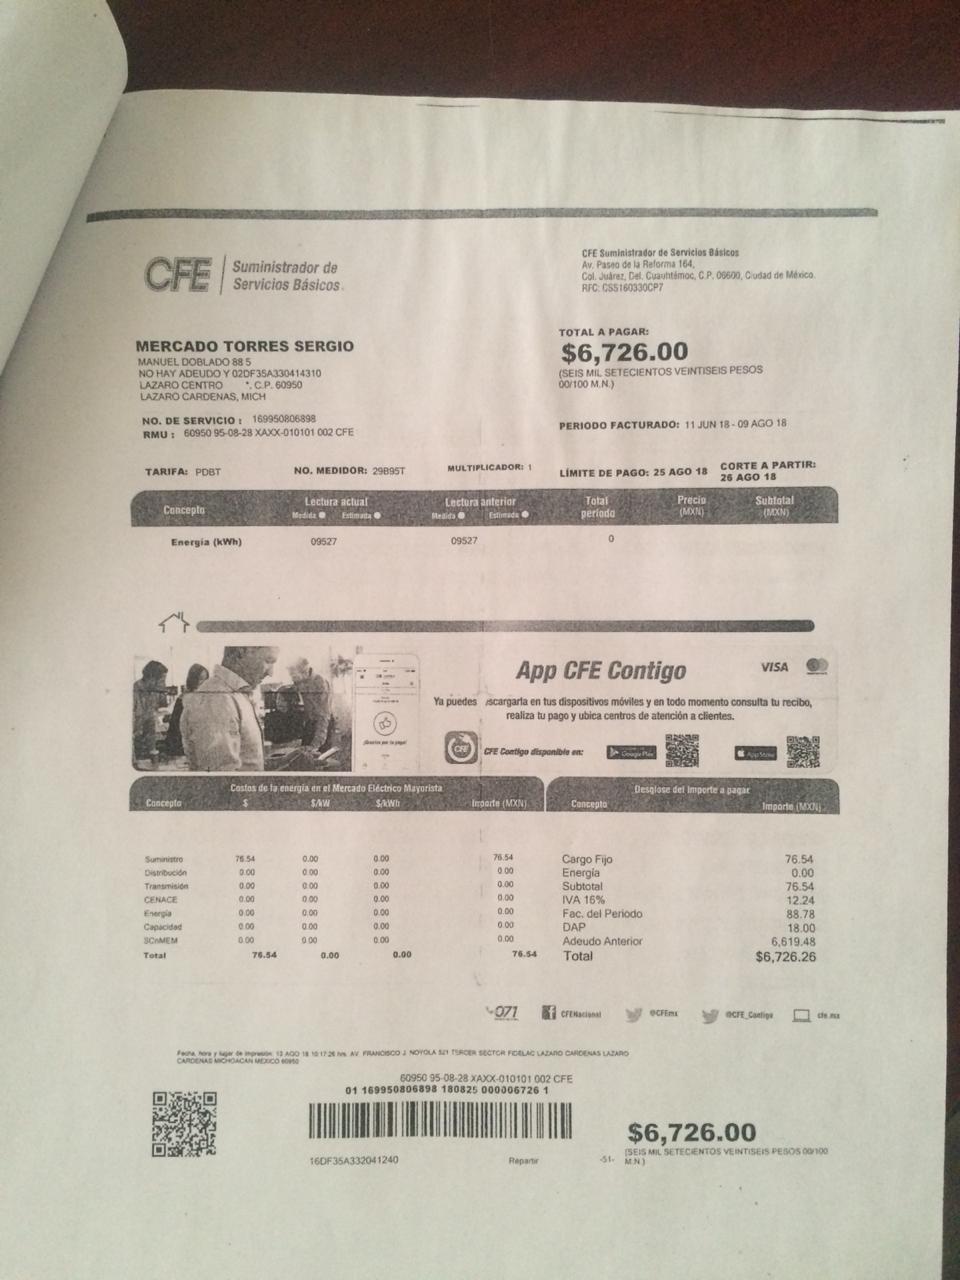 CFE Suministrador de
Servicios Básicos.
CFE Suministrador de Servicios Básicos
Av. Paseo de la Reforma 164,
Col. Juárez, Del. Cuauhtémoc, C.P. 06600, Ciudad de México.
RFC: CSS160330CP7
MERCADO TORRES SERGIO
MANUEL DOBLADO 88 5
NO HAY ADEUDO Y 02DF35A330414310
LAZARO CENTRO *. C.P. 60950
LAZARO CARDENAS, MICH
TOTAL A PAGAR:
$6,726.00
(SEIS MIL SETECIENTOS VEINTISEIS PESOS
00/100 M.N.)
NO. DE SERVICIO : 169950806898
RMU : 60950 95-08-28 XAXX-010101 002 CFE
PERIODO FACTURADO: 11 JUN 18 - 09 AGO 18
TARIFA: PDBT NO. MEDIDOR: 29B95T MULTIPLICADOR: 1 LÍMITE DE PAGO: 25 AGO 18 CORTE A PARTIR:
26 AGO 18
Concepto Lectura actual Lectura anterior Total Precio Subtotal
Medida Estimada Medida Estimada periodo (MXN) (MXN)
Energía (kWh) 09527 09527 0
App CFE Contigo VISA
Ya puedes scargarla en tus dispositivos móviles y en todo momento consulta tu recibo,
realiza tu pago y ubica centros de atención a clientes.
CFE CFE Contigo disponible en: Google Play App Store
Costos de la energía en el Mercado Eléctrico Mayorista
Concepto $ $/kW $/kWh Importe (MXN)
Suministro 76.54 0.00 0.00 76.54
Distribución 0.00 0.00 0.00 0.00
Transmisión 0.00 0.00 0.00 0.00
CENACE 0.00 0.00 0.00 0.00
Energía 0.00 0.00 0.00 0.00
Capacidad 0.00 0.00 0.00 0.00
SCnMEM 0.00 0.00 0.00 0.00
Total 76.54 0.00 0.00 76.54
Desglose del importe a pagar
Concepto Importe (MXN)
Cargo Fijo 76.54
Energía 0.00
Subtotal 76.54
IVA 16% 12.24
Fac. del Periodo 88.78
DAP 18.00
Adeudo Anterior 6,619.48
Total $6,726.26
071 CFENacional @CFEmx @CFE_Contigo cfe.mx
Fecha, hora y lugar de impresión: 13 AGO 18 10:17:26 hrs. AV. FRANCISCO J. NOYOLA 521 TERCER SECTOR FIDELAC LAZARO CARDENAS LAZARO
CARDENAS MICHOACAN MEXICO 60950
60950 95-08-28 XAXX-010101 002 CFE
01 169950806898 180825 000006726 1
16DF35A332041240 Repartir -51-
$6,726.00
(SEIS MIL SETECIENTOS VEINTISEIS PESOS 00/100
M.N.)